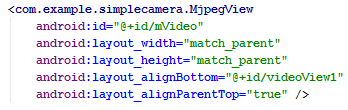 <com.example.simplecamera.MjpegView
android:id="@+id/mVideo"
android:layout_width="match_parent"
android:layout_height="match_parent"
android:layout_alignBottom="@+id/videoView1"
android:layout_alignParentTop="true" />